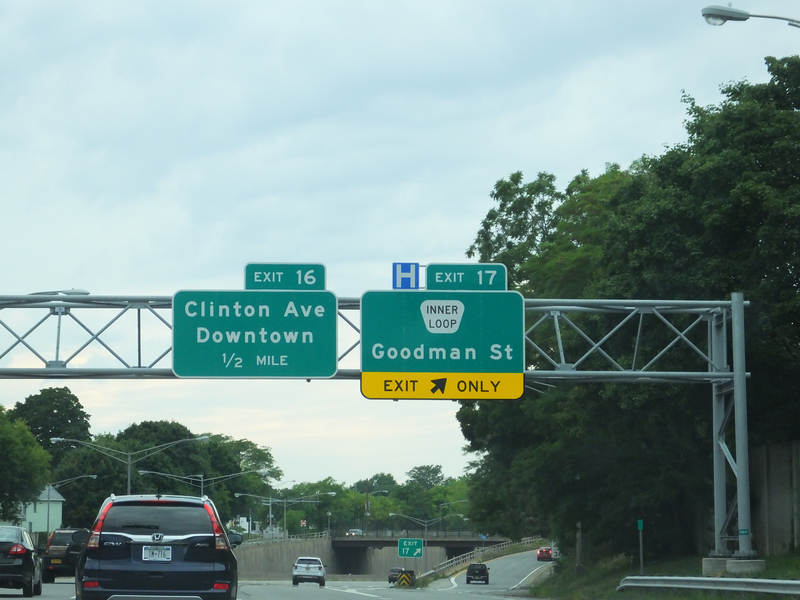 EXIT 16
Clinton Ave
Downtown
1/2 MILE
H
EXIT 17
INNER
LOOP
Goodman St
EXIT ONLY
EXIT
17